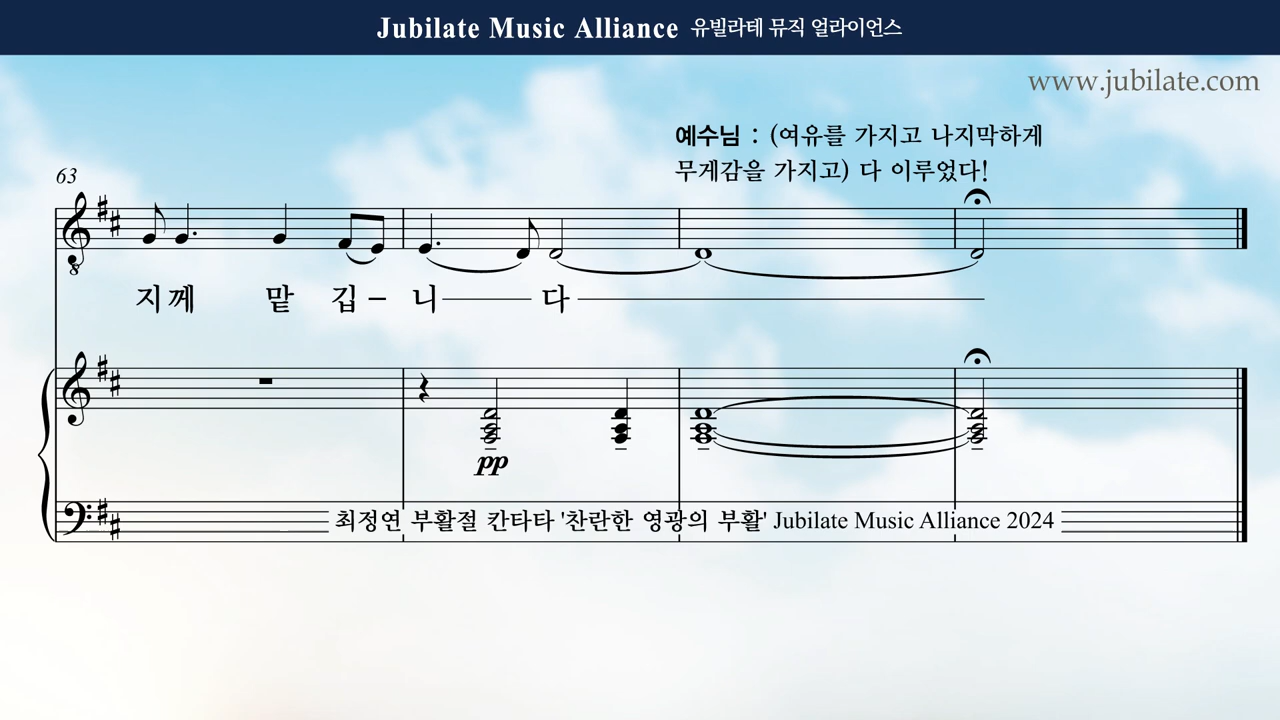 Jubilate Music Alliance 유빌라테 뮤직 얼라이언스
www.jubilate.com
예수님 : (여유를 가지고 나지막하게
무게감을 가지고) 다 이루었다!
63
지께 맡 깁 - 니 다
pp
최정연 부활절 칸타타 '찬란한 영광의 부활' Jubilate Music Alliance 2024